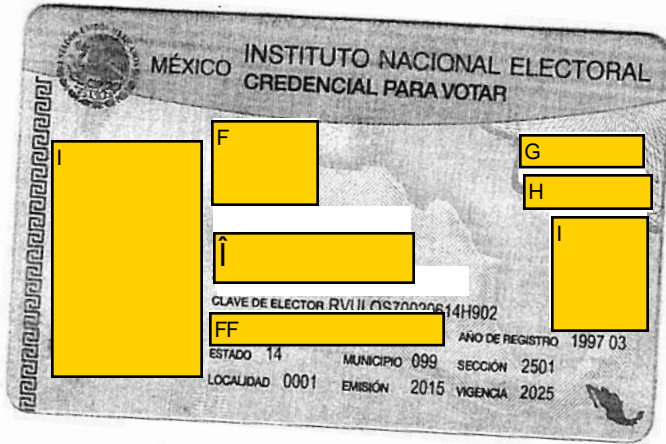 MÉXICO INSTITUTO NACIONAL ELECTORAL
CREDENCIAL PARA VOTAR
I
F
G
H
I
Î
CLAVE DE ELECTOR
FF
AÑO DE REGISTRO 1997 03
ESTADO 14 MUNICIPIO 099 SECCIÓN 2501
LOCALIDAD 0001 EMISIÓN 2015 VIGENCIA 2025